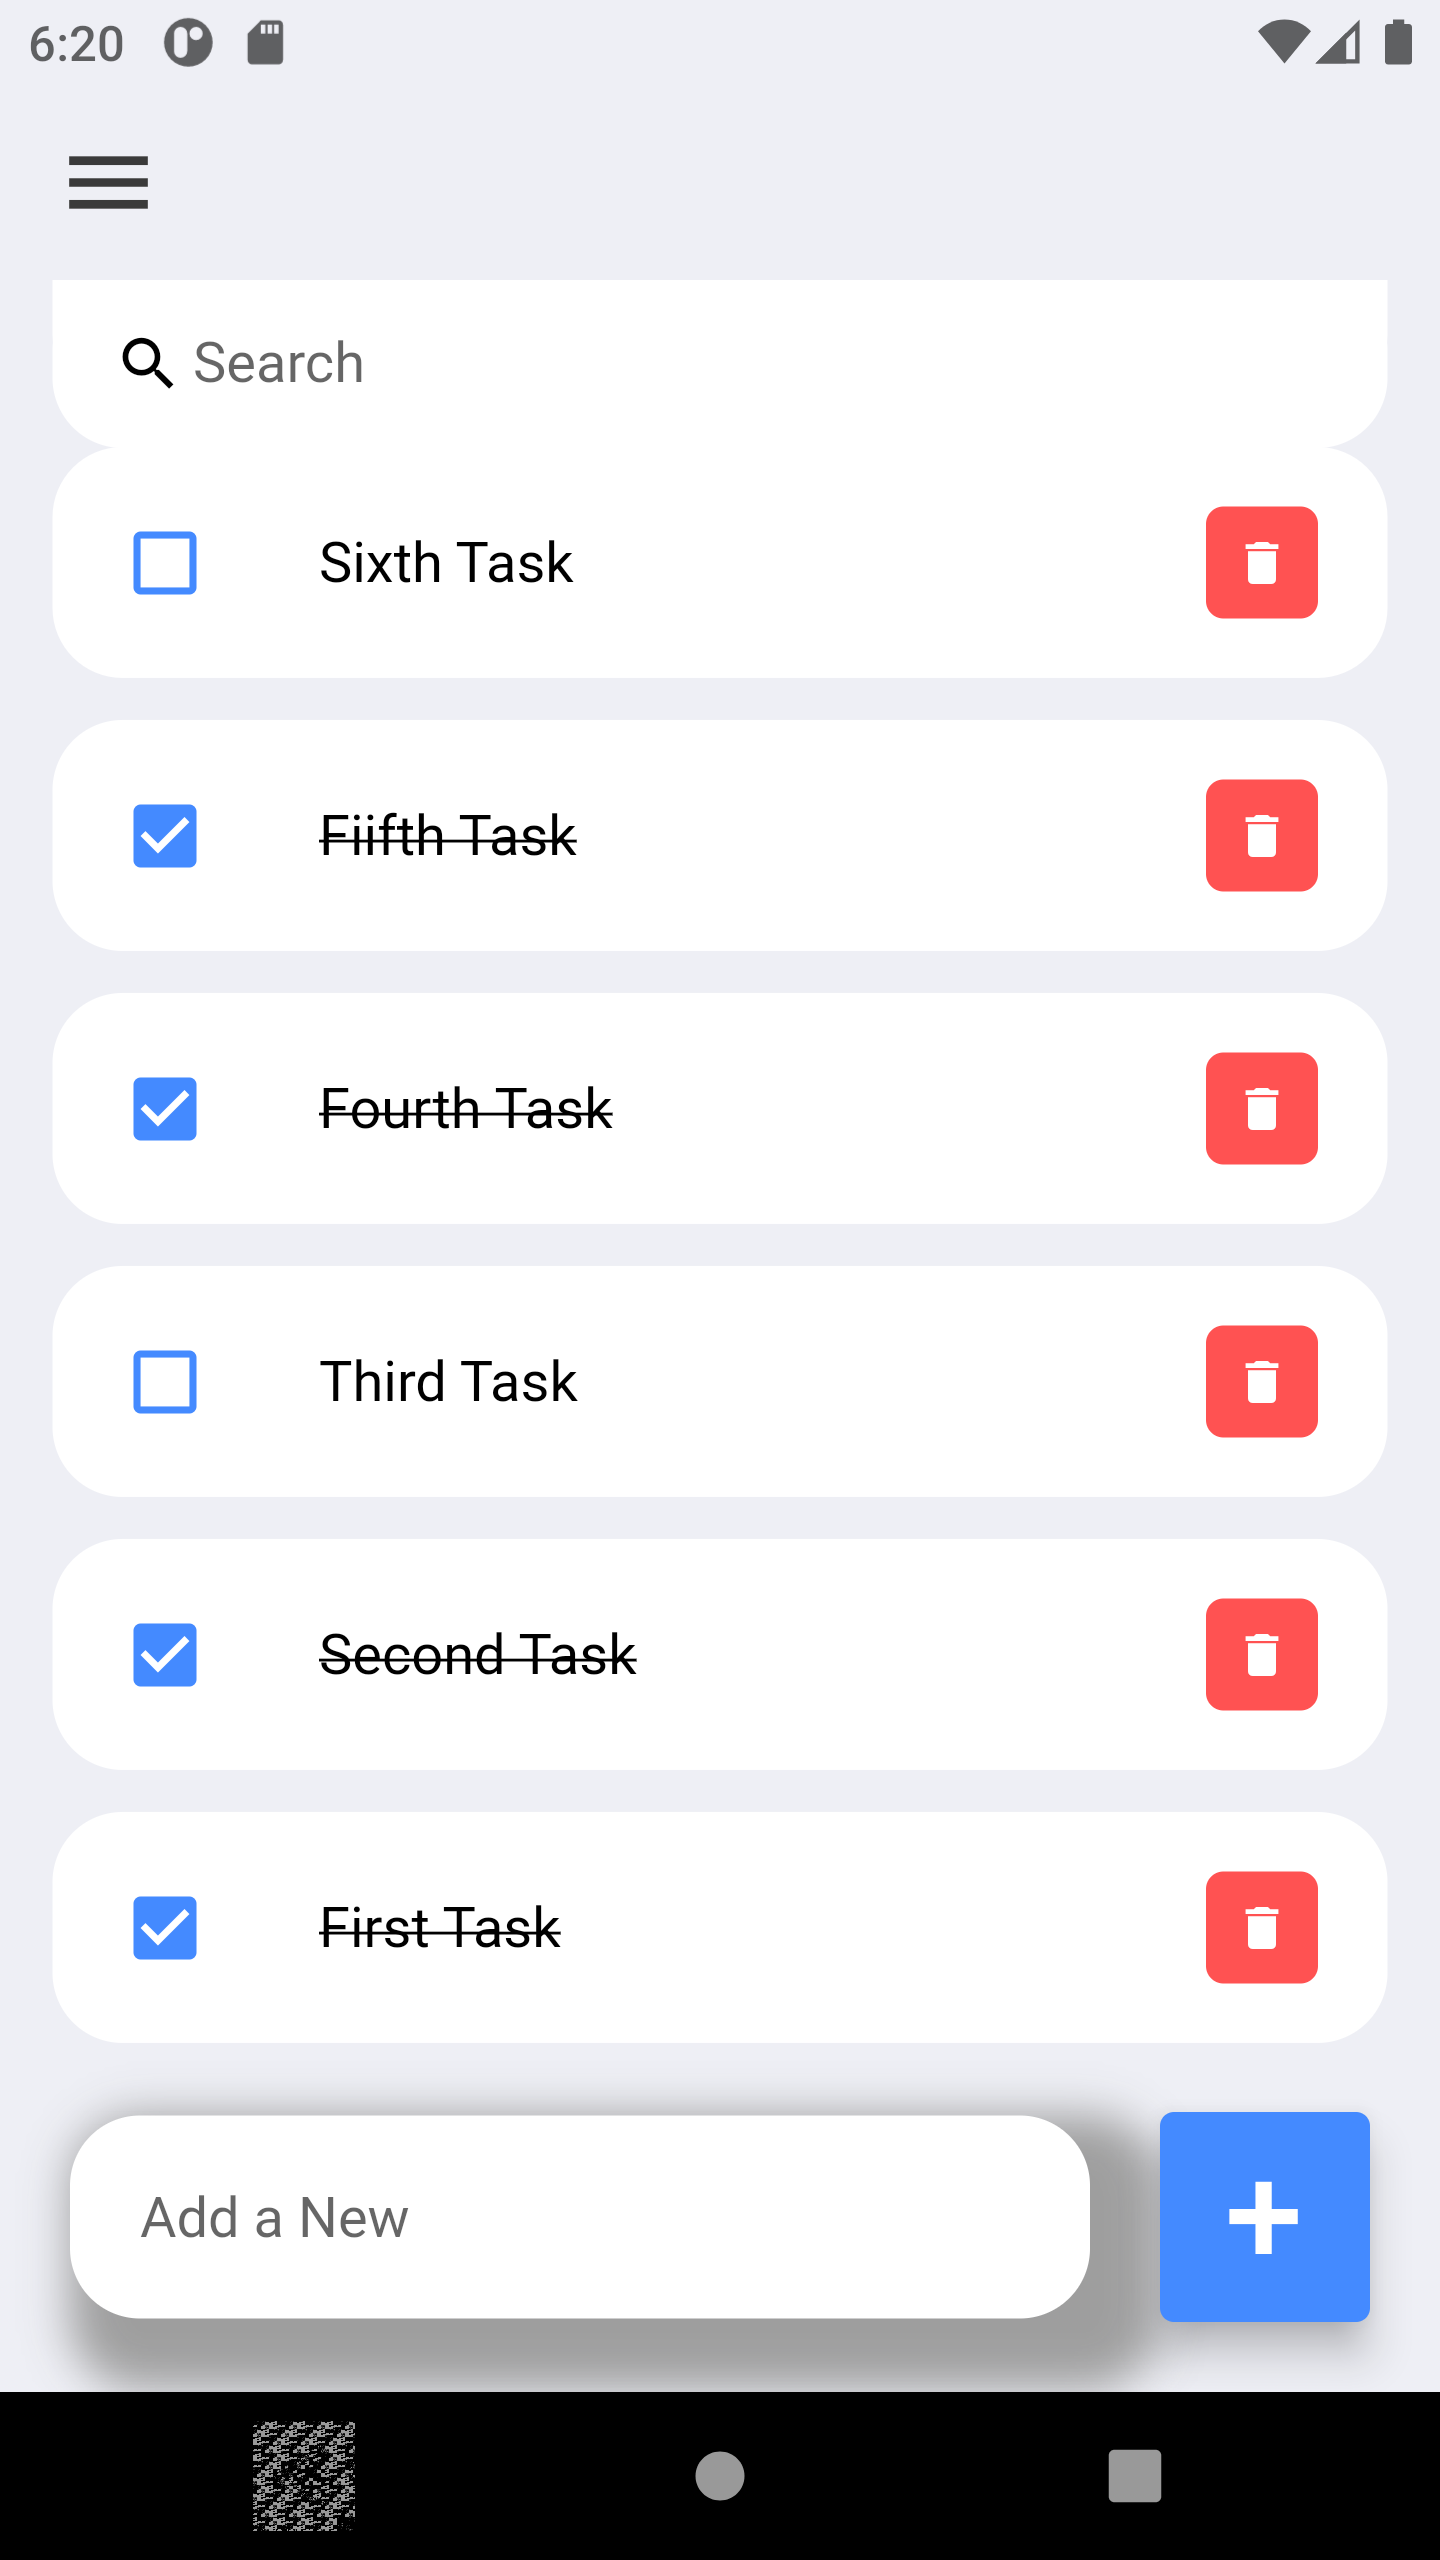 6:20
Search
Sixth Task
Fiifth Task
Fourth Task
Third Task
Second Task
First Task
Add a New